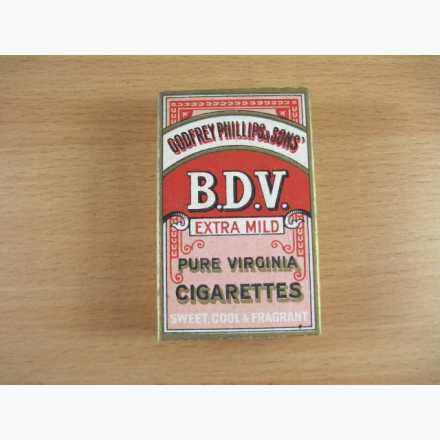 GODFREY PHILLIPS & SONS'
B.D.V.
EXTRA MILD
PURE VIRGINIA
CIGARETTES
SWEET, COOL & FRAGRANT